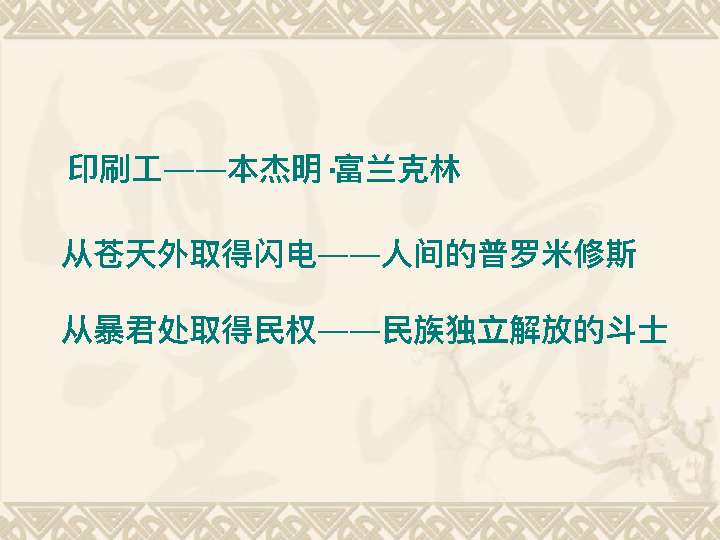 印刷工——本杰明·富兰克林
从苍天外取得闪电——人间的普罗米修斯
从暴君处取得民权——民族独立解放的斗士